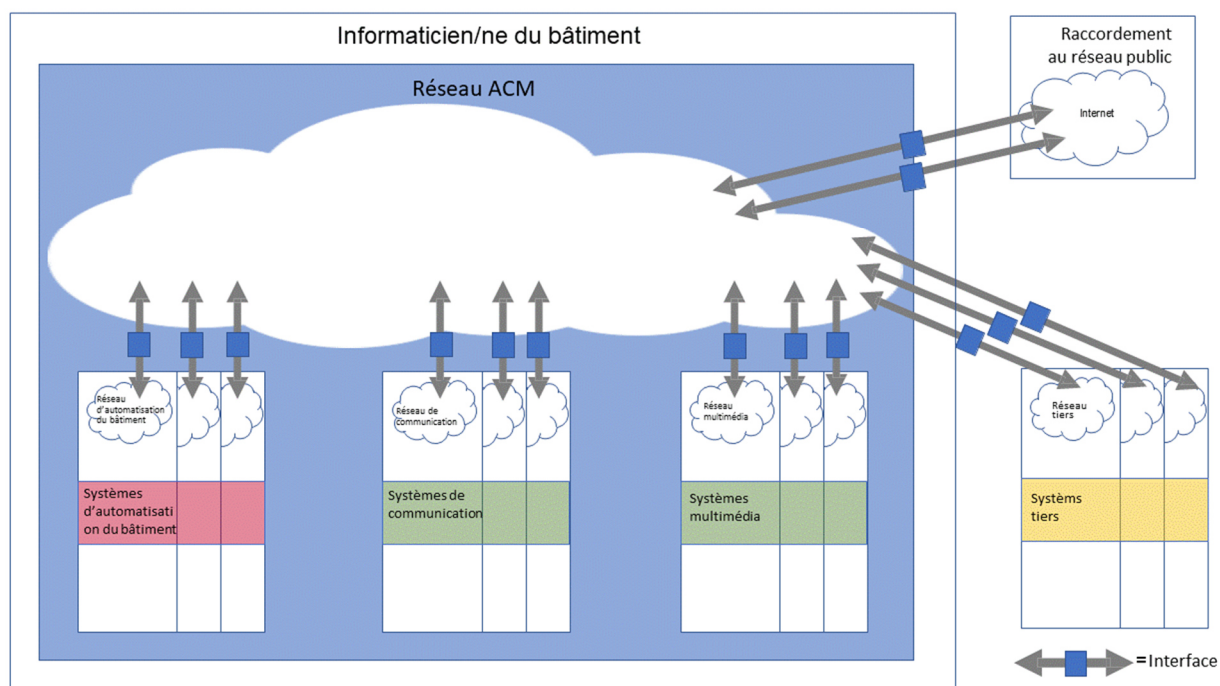 Informaticien/ne du bâtiment
Réseau ACM
Raccordement
au réseau public
Internet
Réseau
d'automatisation
du bâtiment
Réseau de
communication
Réseau
multimédia
Réseau
tiers
Systèmes
d'automatisati
on du bâtiment
Systèmes de
communication
Systèmes
multimédia
Systèms
tiers
=Interface